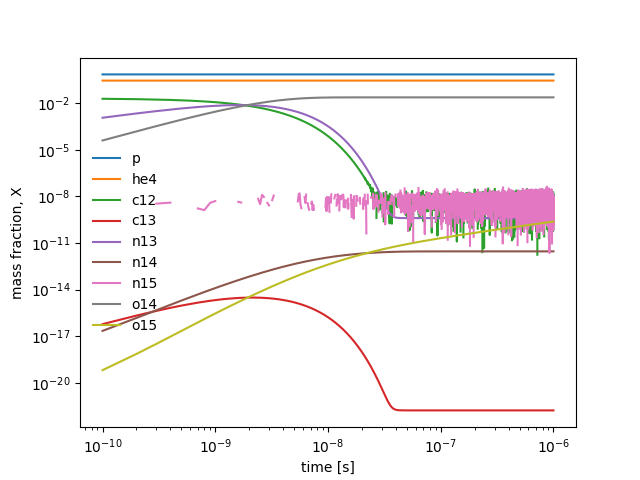 10⁻²
10⁻⁵
10⁻⁸
10⁻¹¹
10⁻¹⁴
10⁻¹⁷
10⁻²⁰
mass fraction, X
p
he4
c12
c13
n13
n14
n15
o14
o15
10⁻¹⁰ 10⁻⁹ 10⁻⁸ 10⁻⁷ 10⁻⁶
time [s]